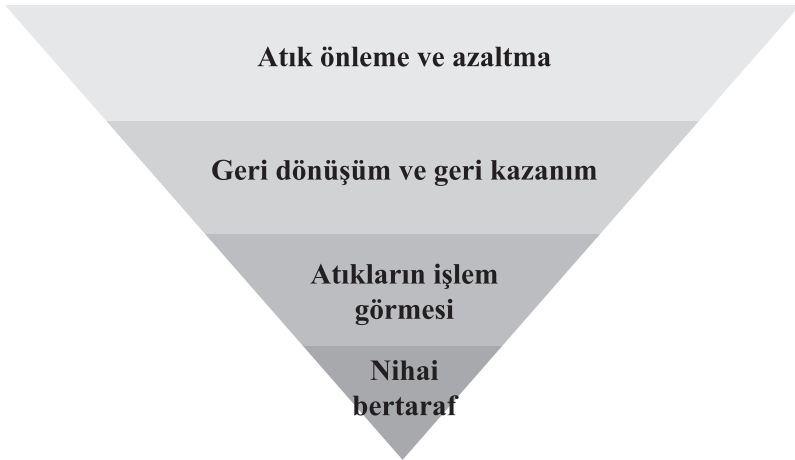 Atık önleme ve azaltma
Geri dönüşüm ve geri kazanım
Atıkların işlem
görmesi
Nihai
bertaraf